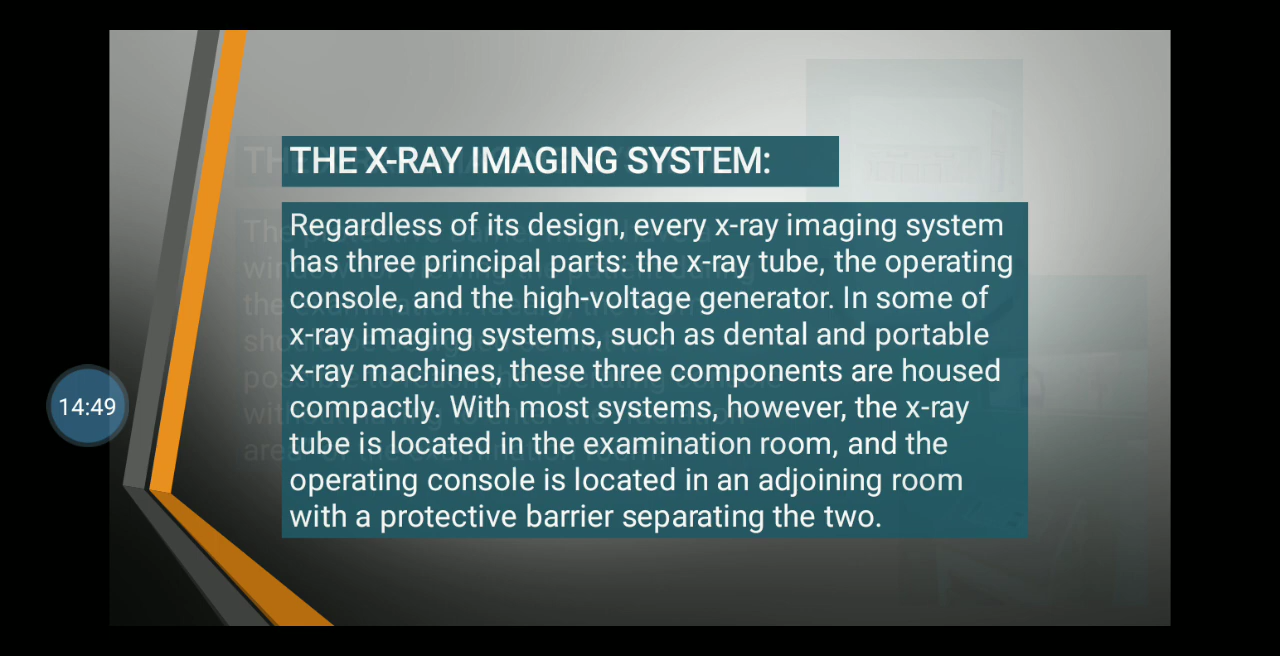 THE X-RAY IMAGING SYSTEM:
Regardless of its design, every x-ray imaging system
has three principal parts: the x-ray tube, the operating
console, and the high-voltage generator. In some of
x-ray imaging systems, such as dental and portable
x-ray machines, these three components are housed
compactly. With most systems, however, the x-ray
tube is located in the examination room, and the
operating console is located in an adjoining room
with a protective barrier separating the two.
14:49